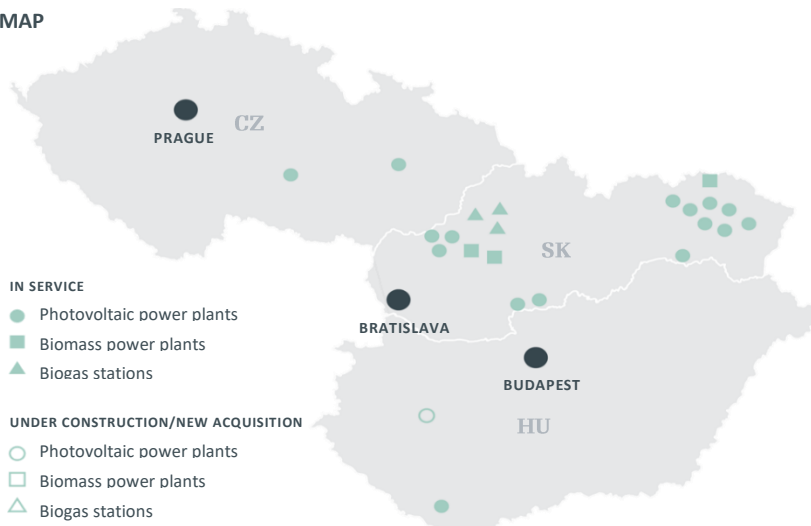 MAP
CZ
PRAGUE
SK
IN SERVICE
Photovoltaic power plants
Biomass power plants
Biogas stations
BRATISLAVA
BUDAPEST
UNDER CONSTRUCTION/NEW ACQUISITION
HU
Photovoltaic power plants
Biomass power plants
Biogas stations